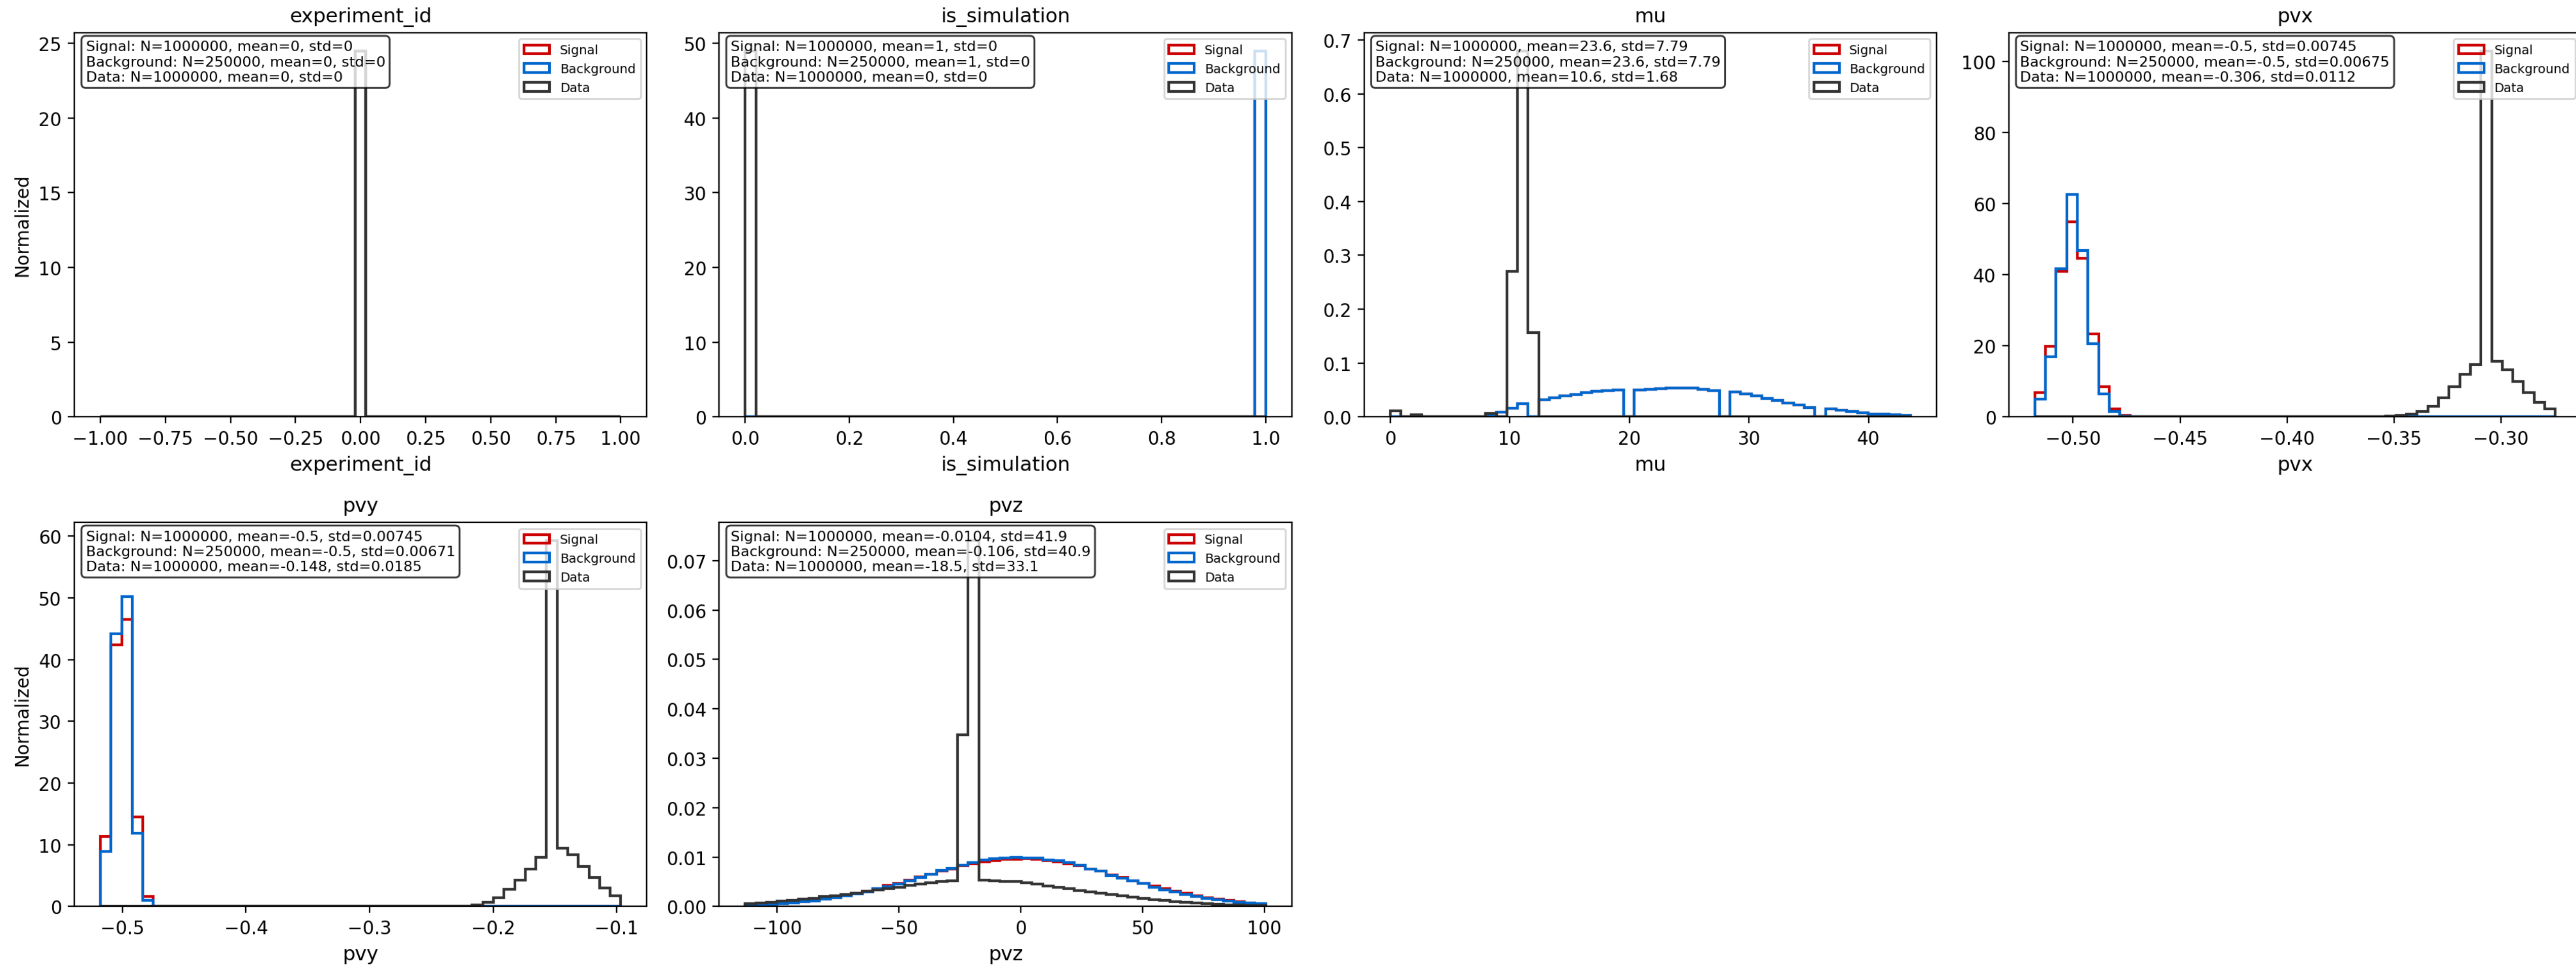 experiment_id
Signal: N=1000000, mean=0, std=0
Background: N=250000, mean=0, std=0
Data: N=1000000, mean=0, std=0
Signal
Background
Data
Normalized
25
20
15
10
5
0
−1.00 −0.75 −0.50 −0.25 0.00 0.25 0.50 0.75 1.00
experiment_id
is_simulation
Signal: N=1000000, mean=1, std=0
Background: N=250000, mean=1, std=0
Data: N=1000000, mean=0, std=0
Signal
Background
Data
50
40
30
20
10
0
0.0 0.2 0.4 0.6 0.8 1.0
is_simulation
mu
Signal: N=1000000, mean=23.6, std=7.79
Background: N=250000, mean=23.6, std=7.79
Data: N=1000000, mean=10.6, std=1.68
Signal
Background
Data
0.7
0.6
0.5
0.4
0.3
0.2
0.1
0.0
0 10 20 30 40
mu
pvx
Signal: N=1000000, mean=-0.5, std=0.00745
Background: N=250000, mean=-0.5, std=0.00675
Data: N=1000000, mean=-0.306, std=0.0112
Signal
Background
Data
100
80
60
40
20
0
−0.50 −0.45 −0.40 −0.35 −0.30
pvx
pvy
Signal: N=1000000, mean=-0.5, std=0.00745
Background: N=250000, mean=-0.5, std=0.00671
Data: N=1000000, mean=-0.148, std=0.0185
Signal
Background
Data
Normalized
60
50
40
30
20
10
0
−0.5 −0.4 −0.3 −0.2 −0.1
pvy
pvz
Signal: N=1000000, mean=-0.0104, std=41.9
Background: N=250000, mean=-0.106, std=40.9
Data: N=1000000, mean=-18.5, std=33.1
Signal
Background
Data
0.07
0.06
0.05
0.04
0.03
0.02
0.01
0.00
−100 −50 0 50 100
pvz